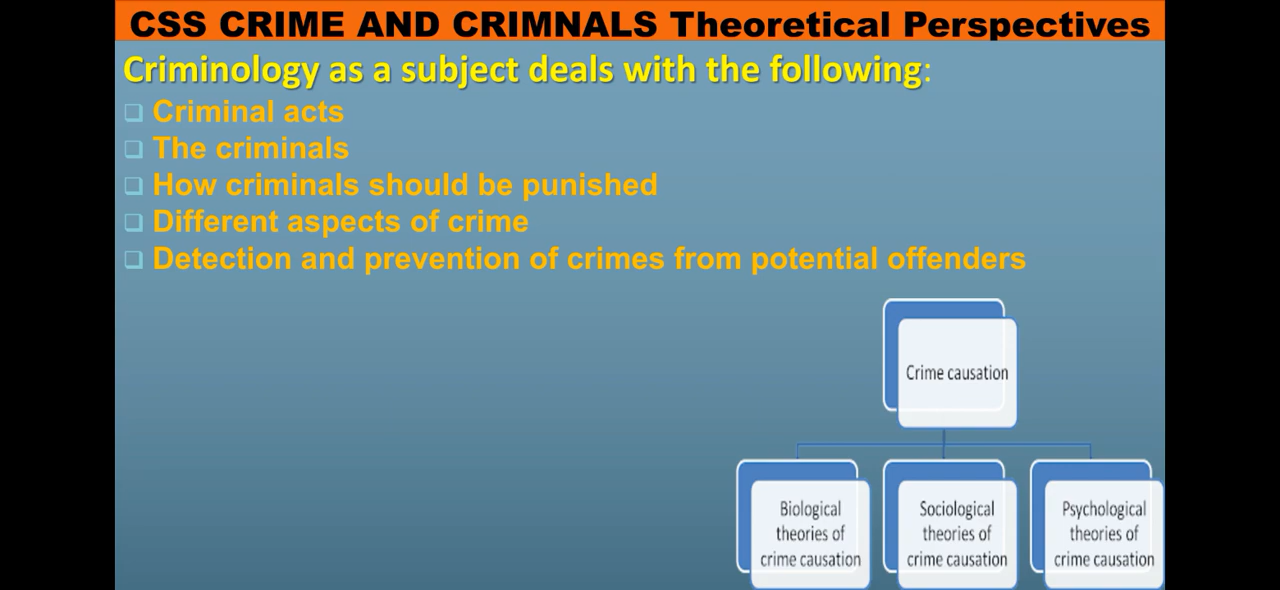 CSS CRIME AND CRIMNALS Theoretical Perspectives
Criminology as a subject deals with the following:
Criminal acts
The criminals
How criminals should be punished
Different aspects of crime
Detection and prevention of crimes from potential offenders
Crime causation
Biological
theories of
crime causation
Sociological
theories of
crime causation
Psychological
theories of
crime causation